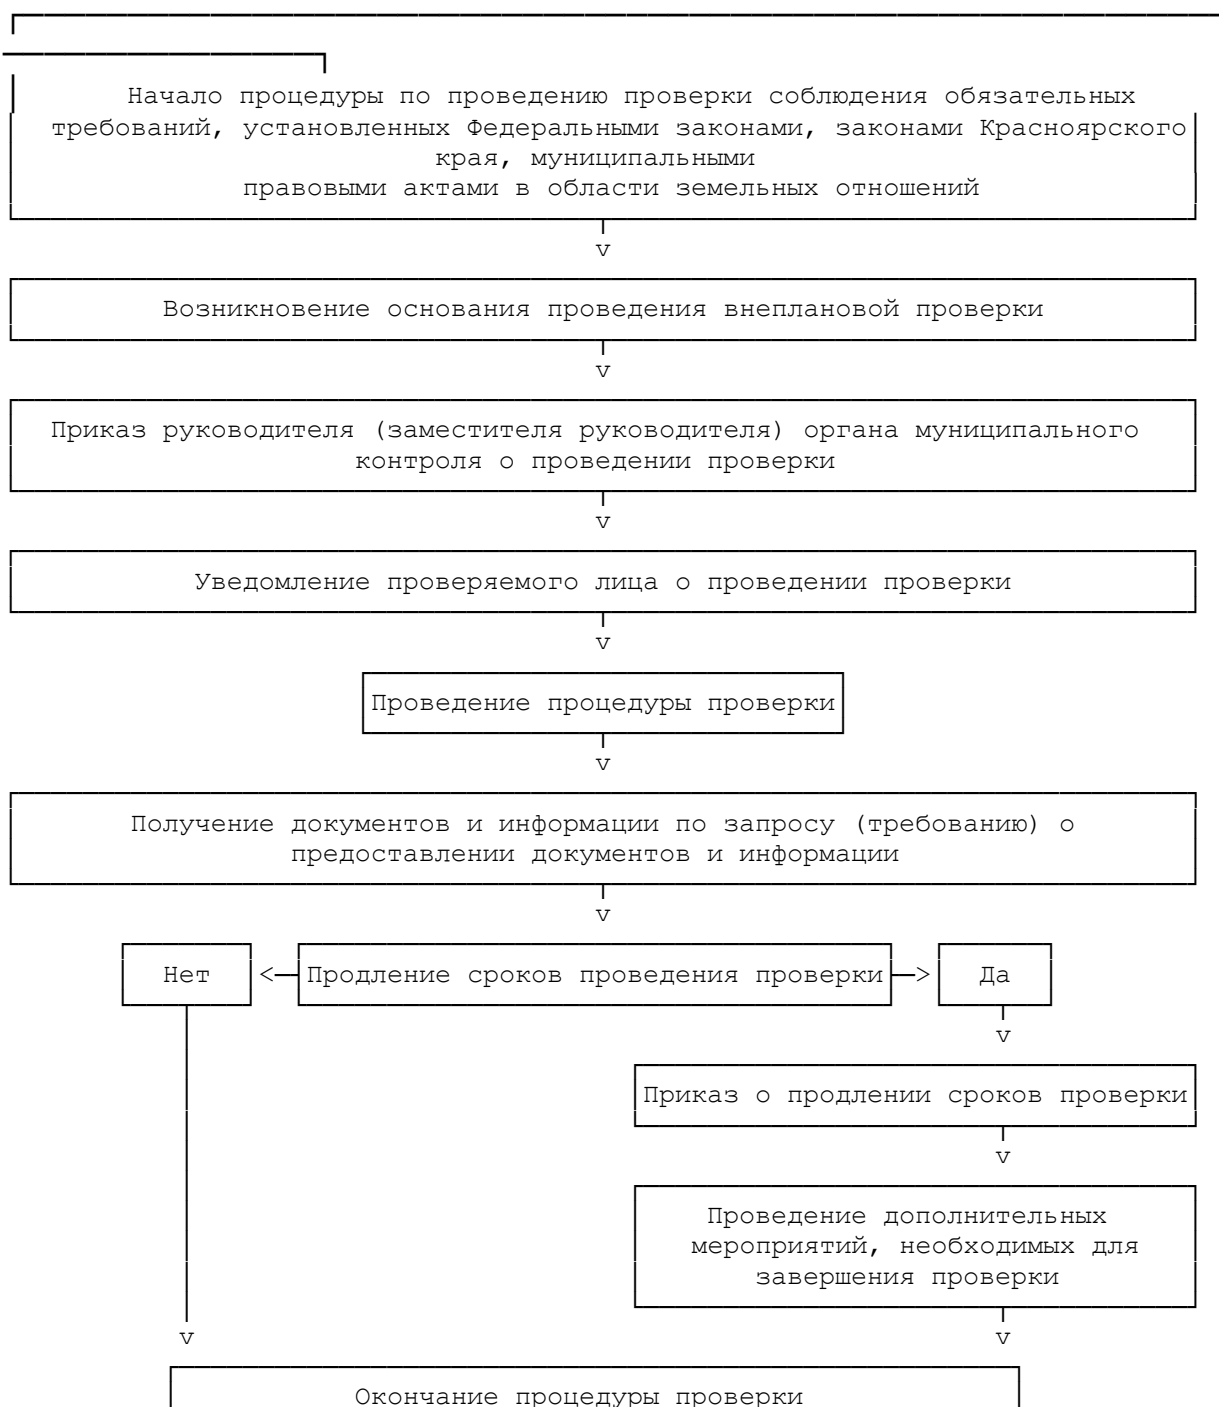 Начало процедуры по проведению проверки соблюдения обязательных
требований, установленных Федеральными законами, законами Красноярского
края, муниципальными
правовыми актами в области земельных отношений
v
Возникновение основания проведения внеплановой проверки
v
Приказ руководителя (заместителя руководителя) органа муниципального
контроля о проведении проверки
v
Уведомление проверяемого лица о проведении проверки
v
Проведение процедуры проверки
v
Получение документов и информации по запросу (требованию) о
предоставлении документов и информации
v
Нет <─ Продление сроков проведения проверки ─> Да
v
Приказ о продлении сроков проверки
v
Проведение дополнительных
мероприятий, необходимых для
завершения проверки
v v
Окончание процедуры проверки